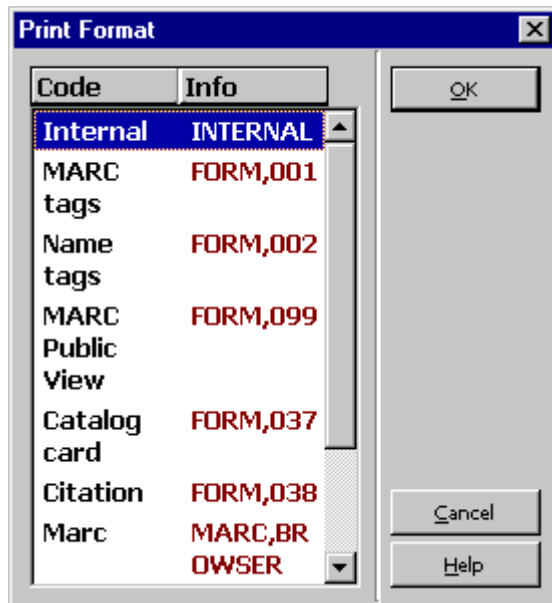 Print Format
Code Info
OK
Internal INTERNAL
MARC FORM,001
tags
Name FORM,002
tags
MARC FORM,099
Public
View
Catalog FORM,037
card
Citation FORM,038
Cancel
Marc MARC,BR
OWSER
Help